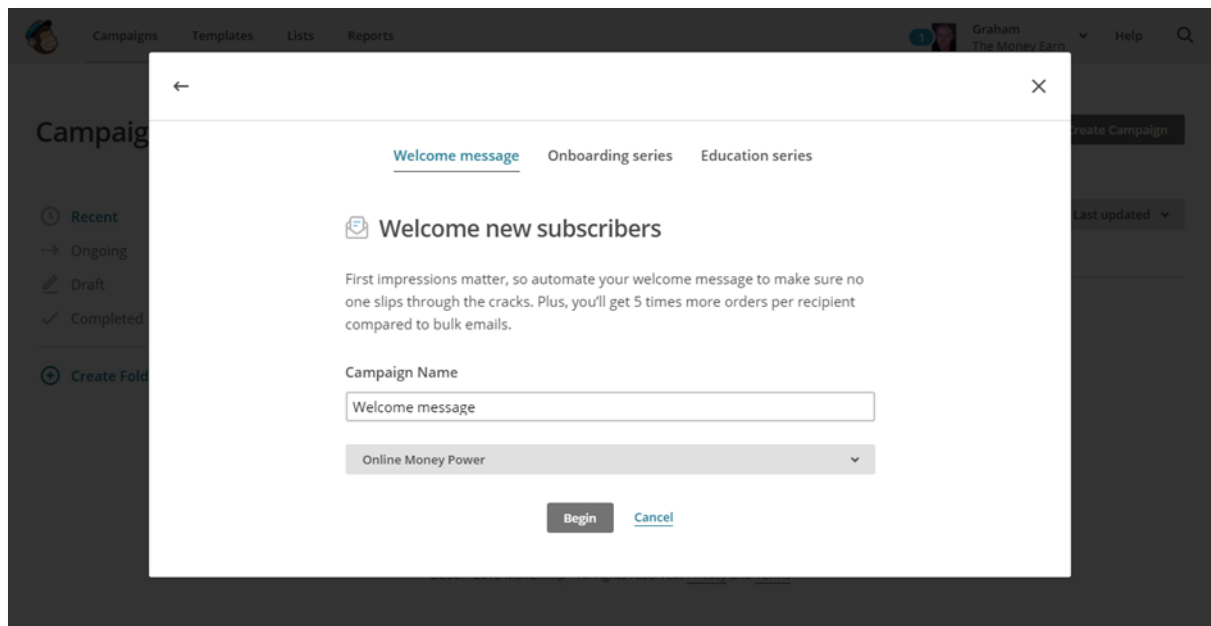 Campaigns Templates Lists Reports 1 Graham Help
The Money Earn
Campaig Create Campaign
Welcome message Onboarding series Education series
Recent Last updated
Ongoing
Draft
Completed
Create Fold
Welcome new subscribers
First impressions matter, so automate your welcome message to make sure no
one slips through the cracks. Plus, you'll get 5 times more orders per recipient
compared to bulk emails.
Campaign Name
Welcome message
Online Money Power
Begin Cancel